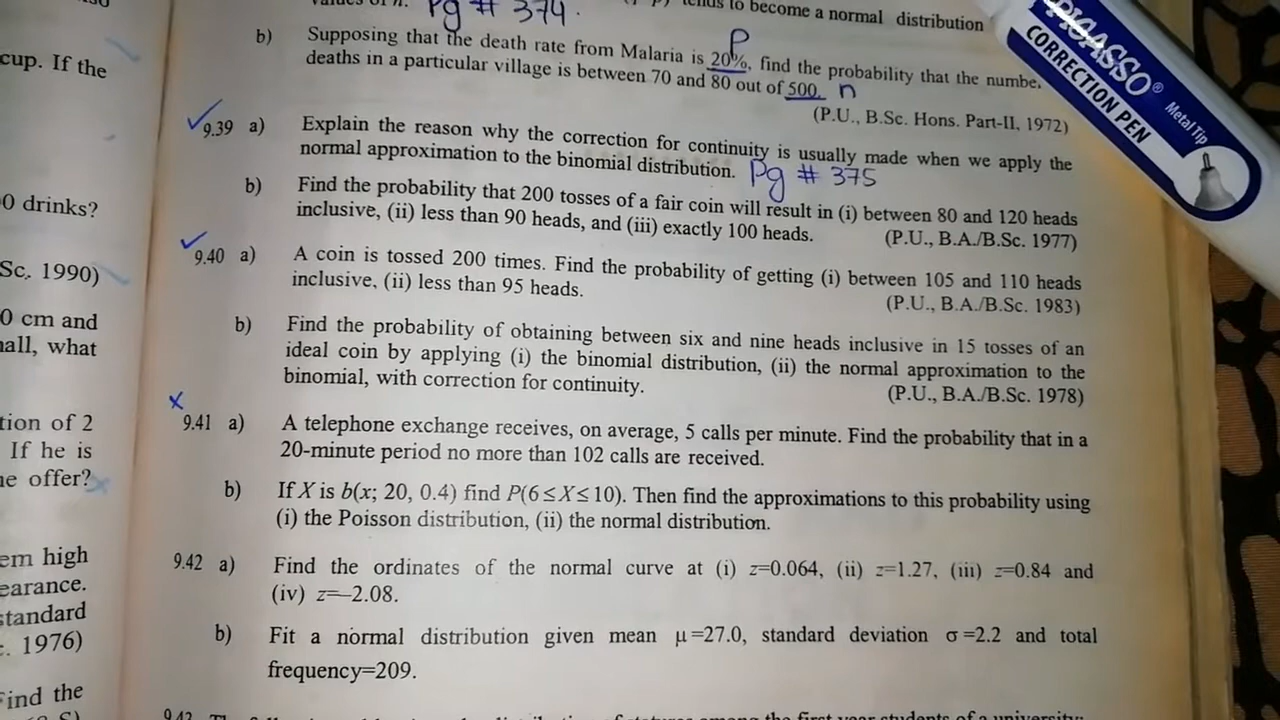 Pg # 374.
tends to become a normal distribution
b) Supposing that the death rate from Malaria is 20%, find the probability that the
p
deaths in a particular village is between 70 and 80 out of 500. n
(P.U., B.Sc. Hons. Part-II, 1972)
9.39 a) Explain the reason why the correction for continuity is usually made when we apply the
normal approximation to the binomial distribution. Pg # 375
b) Find the probability that 200 tosses of a fair coin will result in (i) between 80 and 120 heads
inclusive, (ii) less than 90 heads, and (iii) exactly 100 heads. (P.U., B.A./B.Sc. 1977)
9.40 a) A coin is tossed 200 times. Find the probability of getting (i) between 105 and 110 heads
inclusive, (ii) less than 95 heads. (P.U., B.A./B.Sc. 1983)
b) Find the probability of obtaining between six and nine heads inclusive in 15 tosses of an
ideal coin by applying (i) the binomial distribution, (ii) the normal approximation to the
binomial, with correction for continuity. (P.U., B.A./B.Sc. 1978)
9.41 a) A telephone exchange receives, on average, 5 calls per minute. Find the probability that in a
20-minute period no more than 102 calls are received.
b) If X is b(x; 20, 0.4) find P(6≤X≤10). Then find the approximations to this probability using
(i) the Poisson distribution, (ii) the normal distribution.
9.42 a) Find the ordinates of the normal curve at (i) z=0.064, (ii) z=1.27, (iii) z=0.84 and
(iv) z=–2.08.
b) Fit a normal distribution given mean μ=27.0, standard deviation σ=2.2 and total
frequency=209.
cup. If the
0 drinks?
Sc. 1990)
0 cm and
what
tion of 2
If he is
offer?
standard
1976)
the
PICASSO®
CORRECTION PEN
Metal Tip